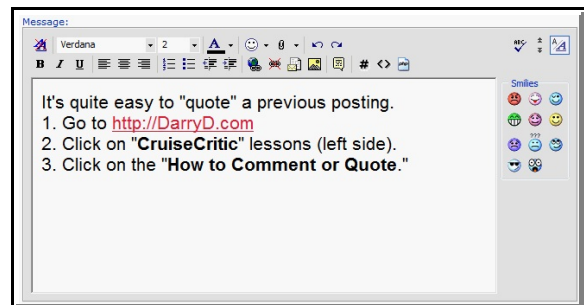 Message:
Verdana 2 A
ABC
B I U # <>
It's quite easy to "quote" a previous posting.
1. Go to http://DarryD.com
2. Click on "CruiseCritic" lessons (left side).
3. Click on the "How to Comment or Quote."
Smilies
???